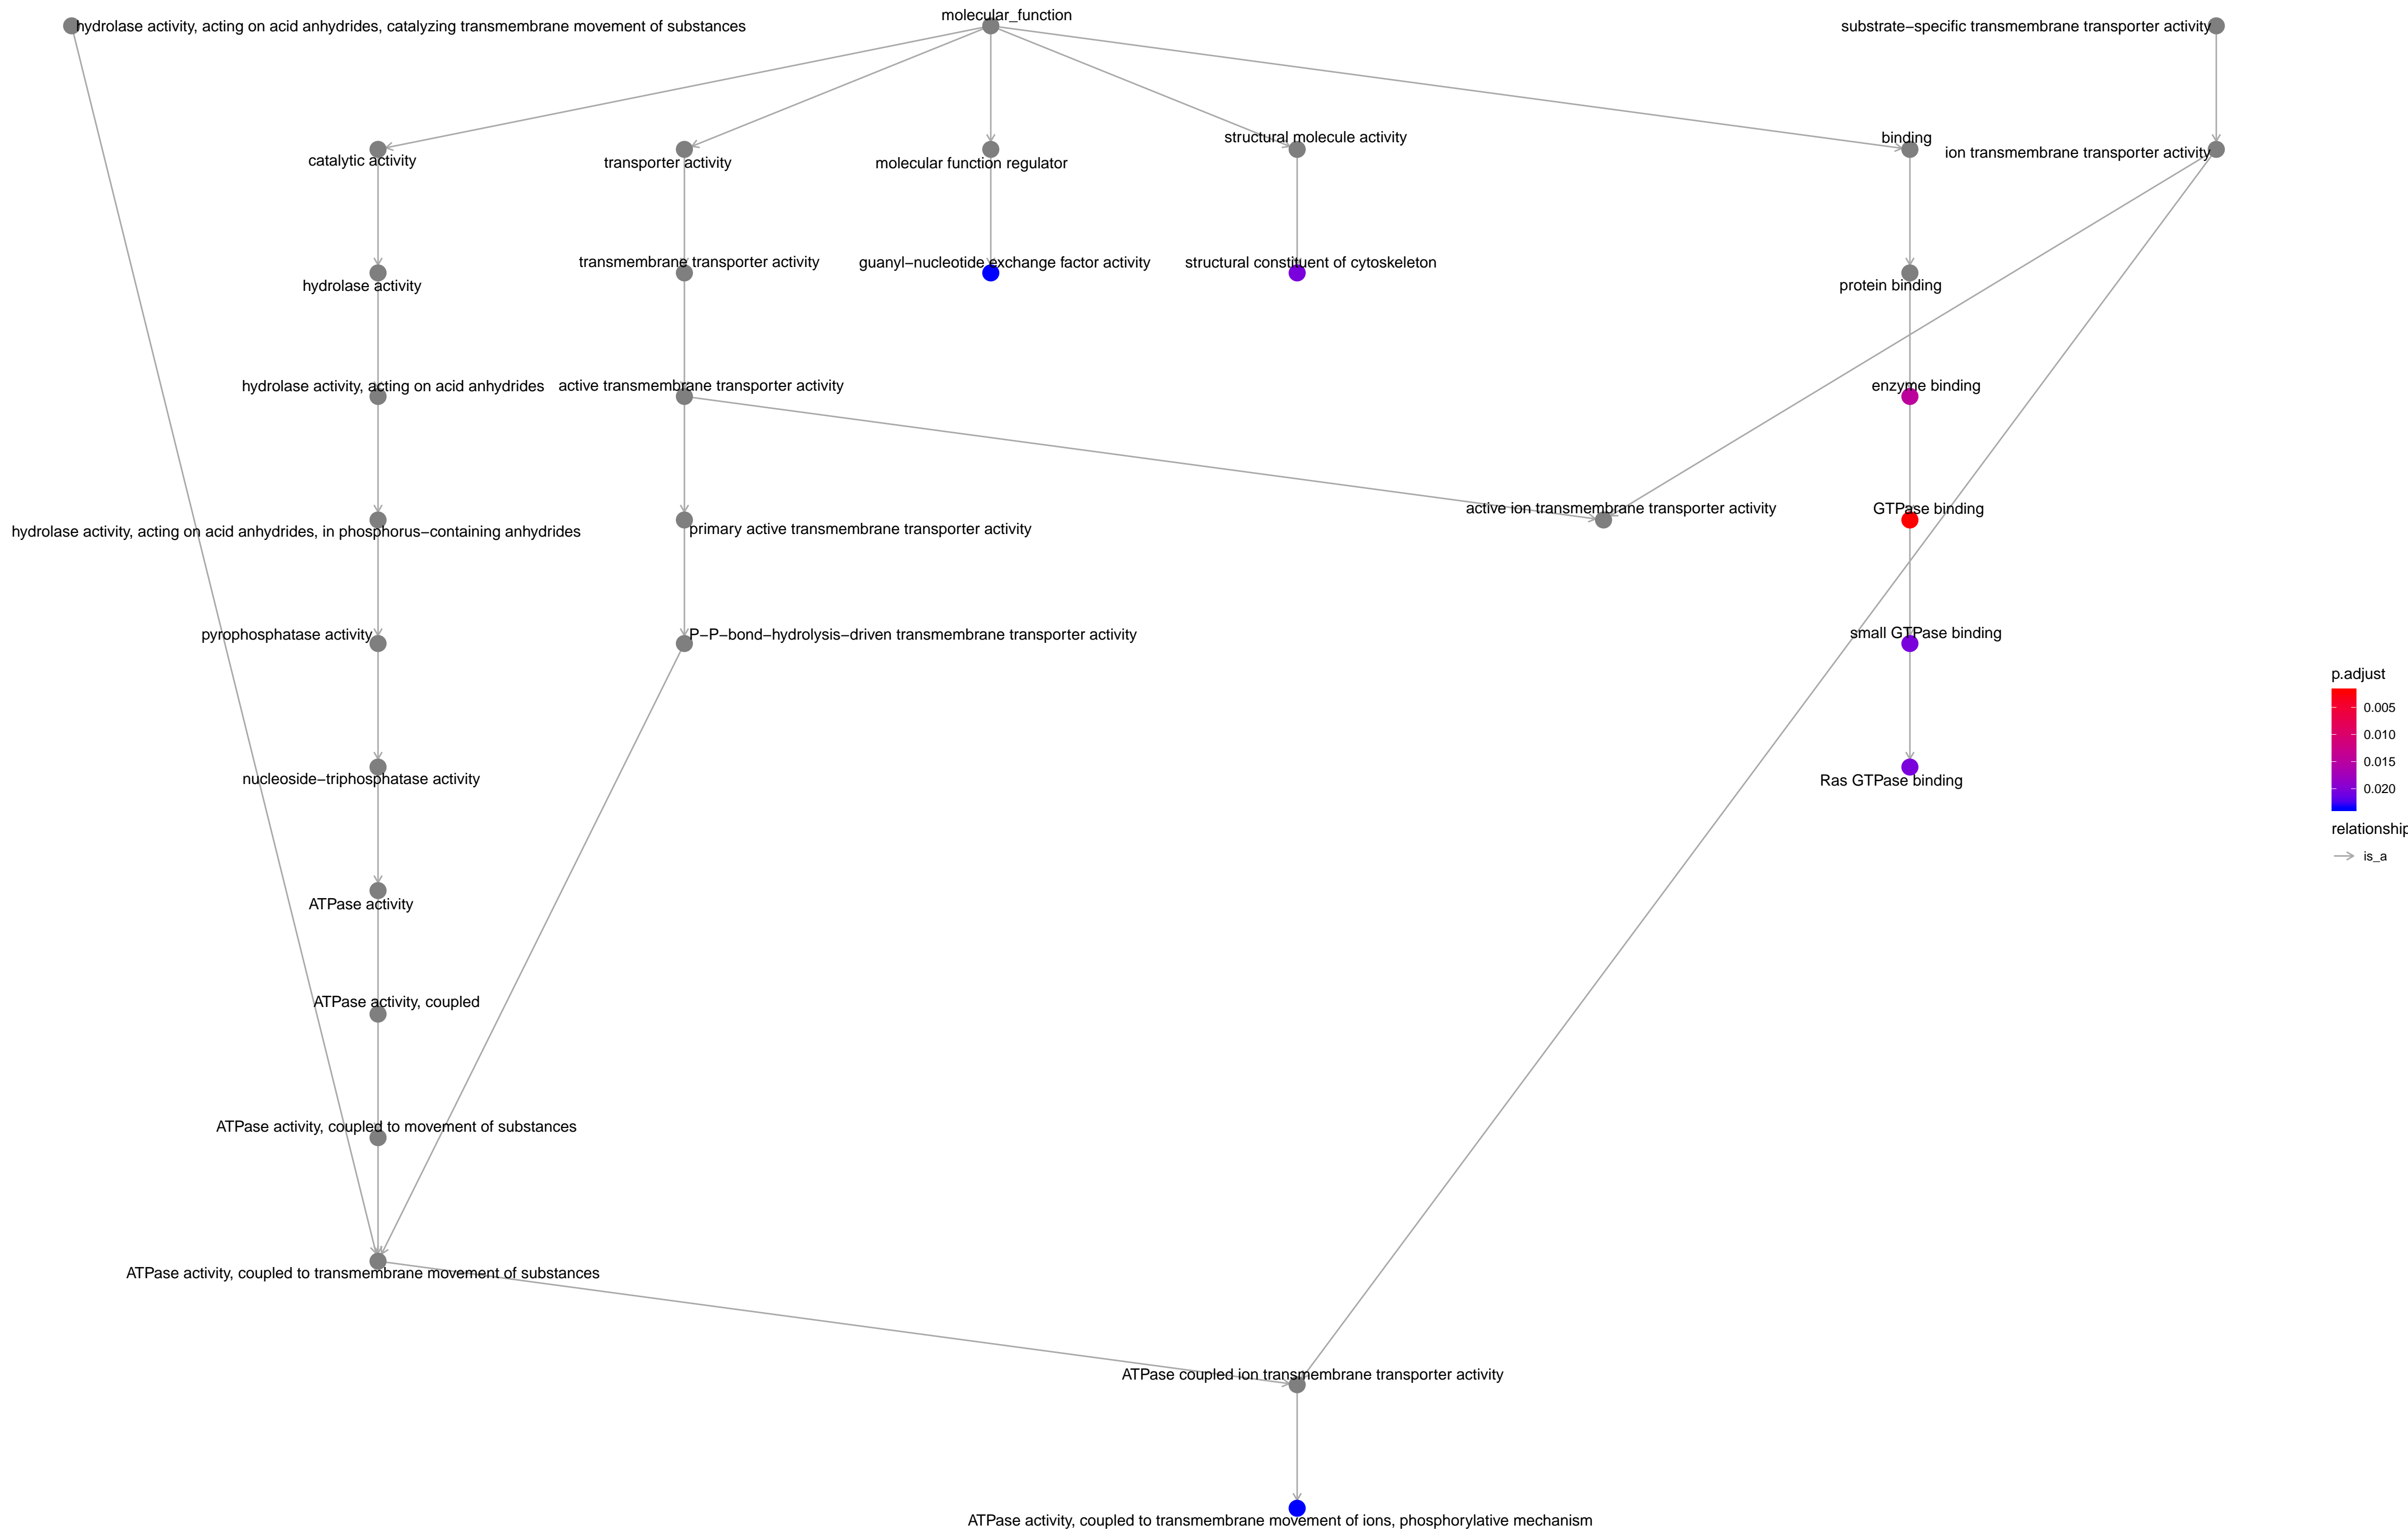 molecular_function
hydrolase activity, acting on acid anhydrides, catalyzing transmembrane movement of substances
substrate−specific transmembrane transporter activity
structural molecule activity
binding
ion transmembrane transporter activity
catalytic activity
transporter activity
molecular function regulator
transmembrane transporter activity
guanyl−nucleotide exchange factor activity
structural constituent of cytoskeleton
hydrolase activity
protein binding
hydrolase activity, acting on acid anhydrides
active transmembrane transporter activity
enzyme binding
active ion transmembrane transporter activity
GTPase binding
hydrolase activity, acting on acid anhydrides, in phosphorus−containing anhydrides
primary active transmembrane transporter activity
pyrophosphatase activity
P−P−bond−hydrolysis−driven transmembrane transporter activity
small GTPase binding
p.adjust
0.005
0.010
0.015
0.020
relationship
is_a
nucleoside−triphosphatase activity
Ras GTPase binding
ATPase activity
ATPase activity, coupled
ATPase activity, coupled to movement of substances
ATPase activity, coupled to transmembrane movement of substances
ATPase coupled ion transmembrane transporter activity
ATPase activity, coupled to transmembrane movement of ions, phosphorylative mechanism